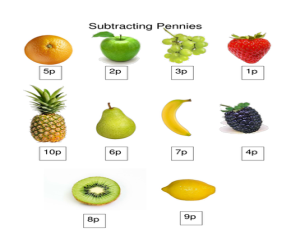 Subtracting Pennies
5p 2p 3p 1p
10p 6p 7p 4p
8p 9p